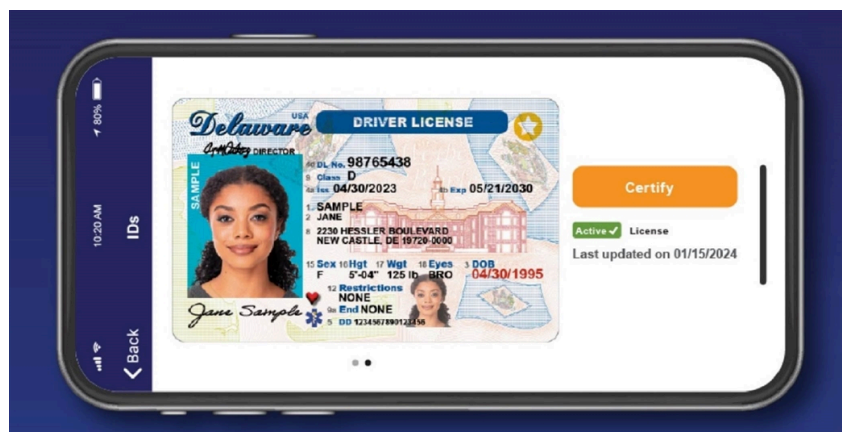 80%
10:20 AM
IDs
Back
Delaware
USA
DRIVER LICENSE
DIRECTOR
SAMPLE
4d DL No. 98765438
9 Class D
4a Iss 04/30/2023
4b Exp 05/21/2030
1 SAMPLE
2 JANE
8 2230 HESSLER BOULEVARD
NEW CASTLE, DE 19720-0000
15 Sex 16 Hgt 17 Wgt 18 Eyes 3 DOB
F 5'-04" 125 lb BRO 04/30/1995
12 Restrictions
NONE
9a End NONE
5 DD 1234567890123456
Jane Sample
Certify
Active ✓ License
Last updated on 01/15/2024